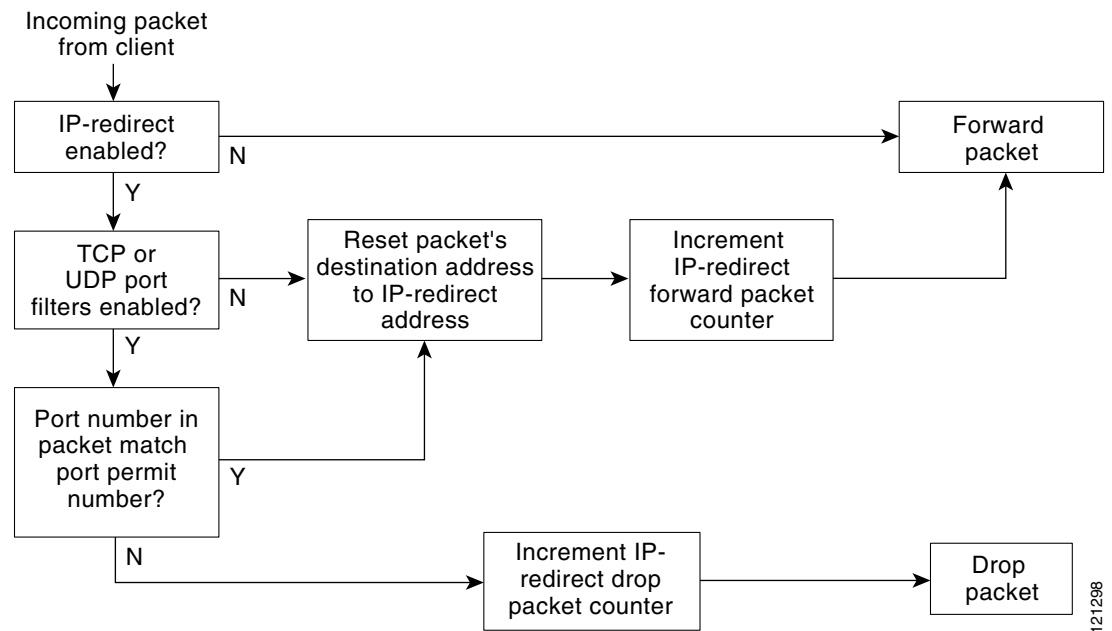 Incoming packet
from client
IP-redirect
enabled?
N
Forward
packet
Y
TCP or
UDP port
filters enabled?
N
Reset packet's
destination address
to IP-redirect
address
Increment
IP-redirect
forward packet
counter
Y
Port number in
packet match
port permit
number?
Y
N
Increment IP-
redirect drop
packet counter
Drop
packet
121298